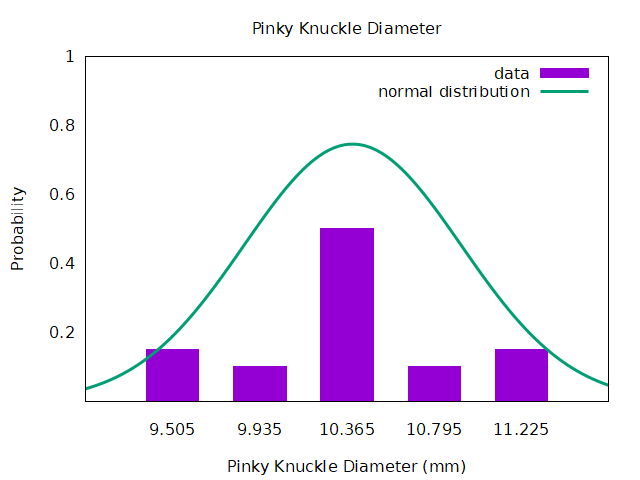 Pinky Knuckle Diameter
data
normal distribution
1
0.8
0.6
0.4
0.2
Probability
9.505 9.935 10.365 10.795 11.225
Pinky Knuckle Diameter (mm)